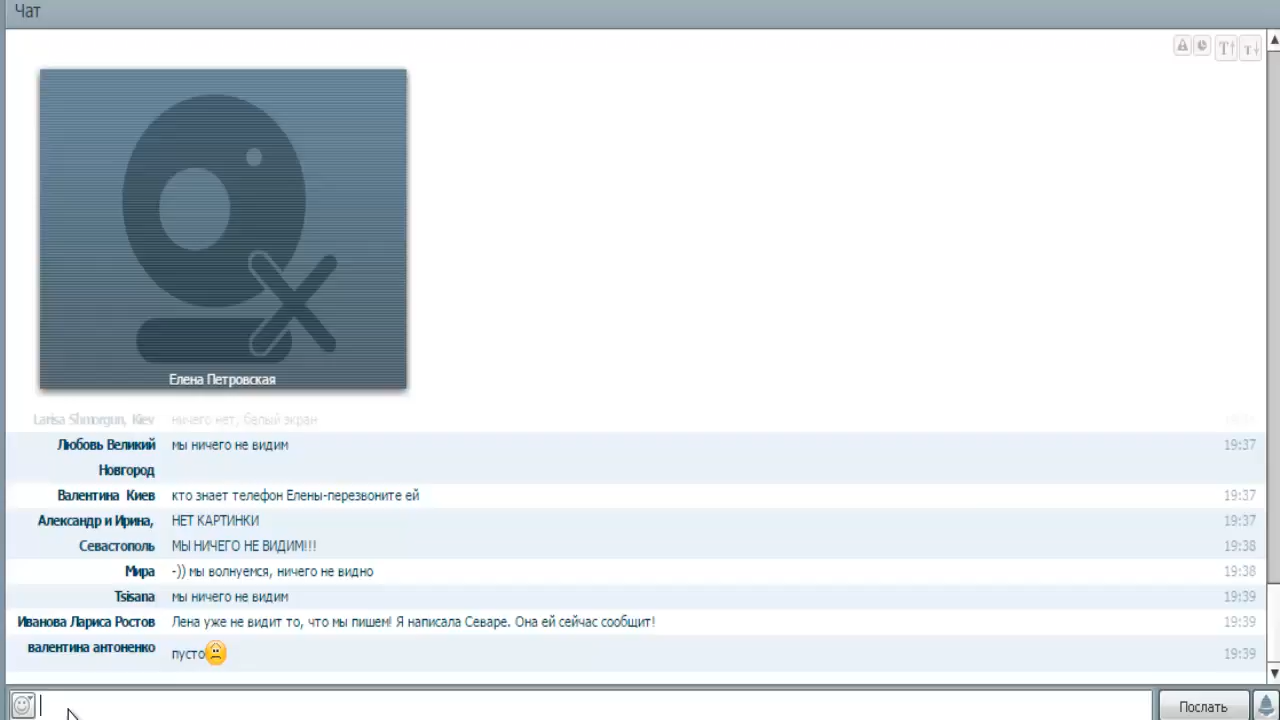 Чат
Елена Петровская
Larisa Shmorgun, Kiev ничего нет, белый экран
Любовь Великий мы ничего не видим 19:37
Новгород
Валентина Киев кто знает телефон Елены-перезвоните ей 19:37
Александр и Ирина, НЕТ КАРТИНКИ 19:37
Севастополь МЫ НИЧЕГО НЕ ВИДИМ!!! 19:38
Мира -)) мы волнуемся, ничего не видно 19:38
Tsisana мы ничего не видим 19:39
Иванова Лариса Ростов Лена уже не видит то, что мы пишем! Я написала Севаре. Она ей сейчас сообщит! 19:39
валентина антоненко пусто 19:39
Послать